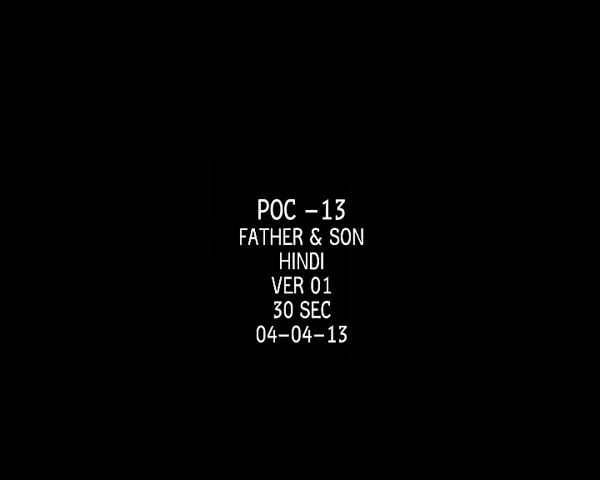 POC -13
FATHER & SON
HINDI
VER 01
30 SEC
04-04-13